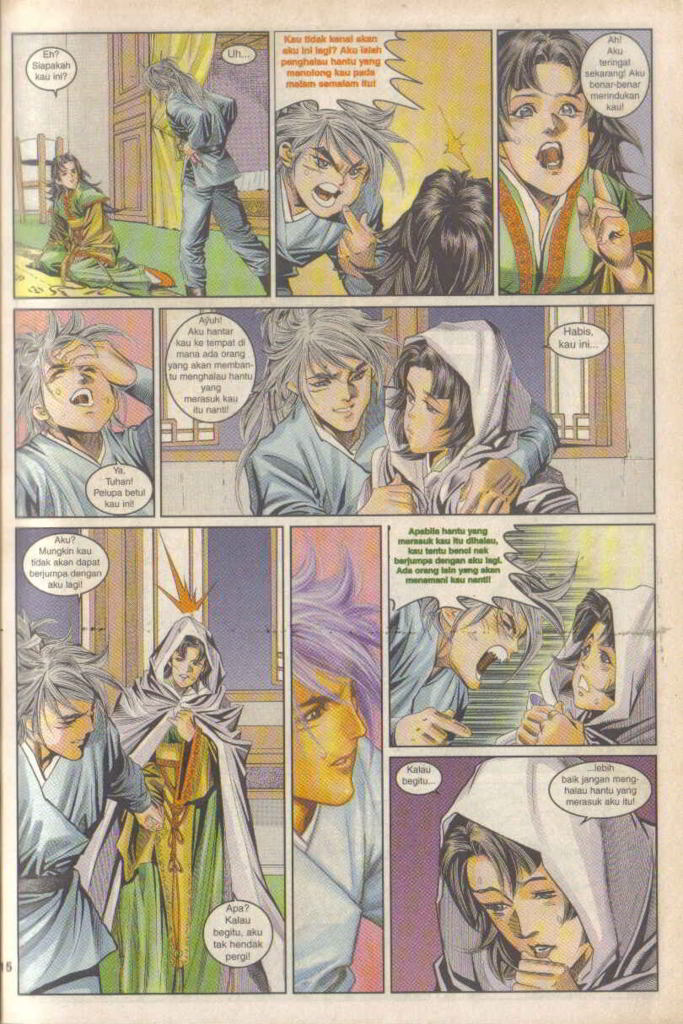 Eh?
Siapakah
kau ini?
Uh...
Kau tidak kenal akan
aku ini lagi? Aku ialah
penghalau hantu yang
menolong kau pada
malam semalam itu!
Ah!
Aku
teringat
sekarang! Aku
benar-benar
merindukan
kau!
Ya,
Tuhan!
Pelupa betul
kau ini!
Ayuh!
Aku hantar
kau ke tempat di
mana ada orang
yang akan memban-
tu menghalau hantu
yang
merasuk kau
itu nanti!
Habis,
kau ini...
Aku?
Mungkin kau
tidak akan dapat
berjumpa dengan
aku lagi!
Apa?
Kalau
begitu, aku
tak hendak
pergi!
Apabila hantu yang
merasuk kau itu dihalau,
kau tentu benci nak
berjumpa dengan aku lagi.
Ada orang lain yang akan
menemani kau nanti!
Kalau
begitu...
...lebih
baik jangan meng-
halau hantu yang
merasuk aku itu!
15